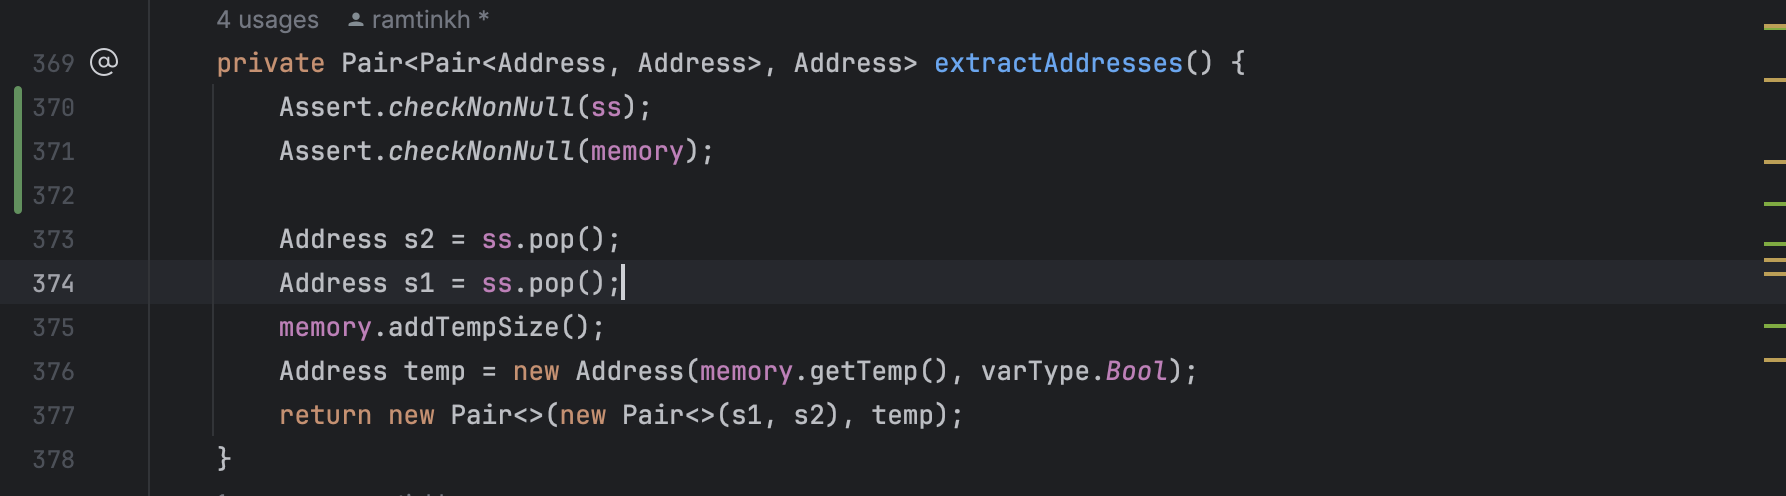 4 usages ramtinkh *
369 @ private Pair<Pair<Address, Address>, Address> extractAddresses() {
370 Assert.checkNonNull(ss);
371 Assert.checkNonNull(memory);
372
373 Address s2 = ss.pop();
374 Address s1 = ss.pop();
375 memory.addTempSize();
376 Address temp = new Address(memory.getTemp(), varType.Bool);
377 return new Pair<>(new Pair<>(s1, s2), temp);
378 }